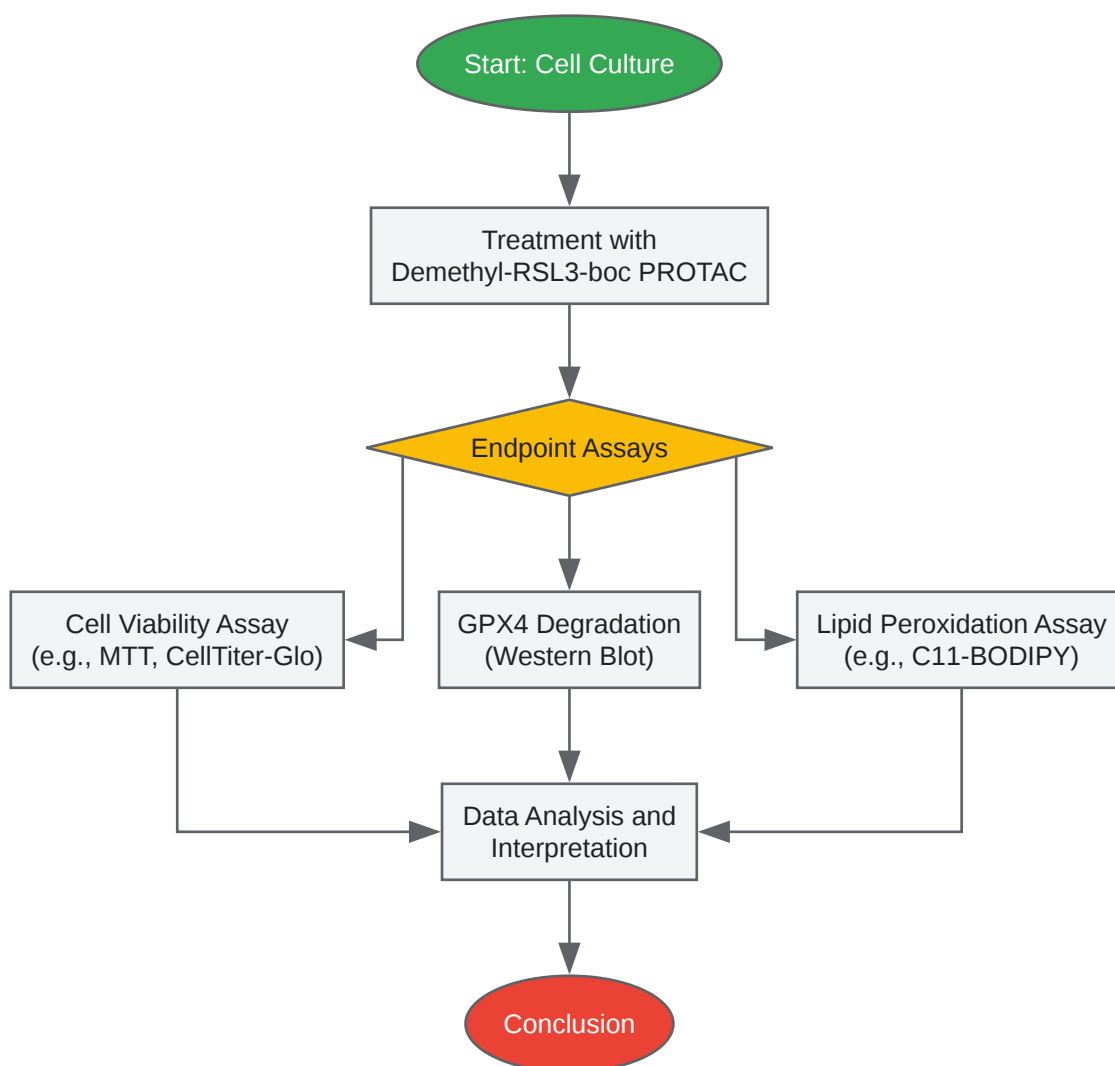 Start: Cell Culture
Treatment with
Demethyl-RSL3-boc PROTAC
Endpoint Assays
Cell Viability Assay
(e.g., MTT, CellTiter-Glo)
GPX4 Degradation
(Western Blot)
Lipid Peroxidation Assay
(e.g., C11-BODIPY)
Data Analysis and
Interpretation
Conclusion